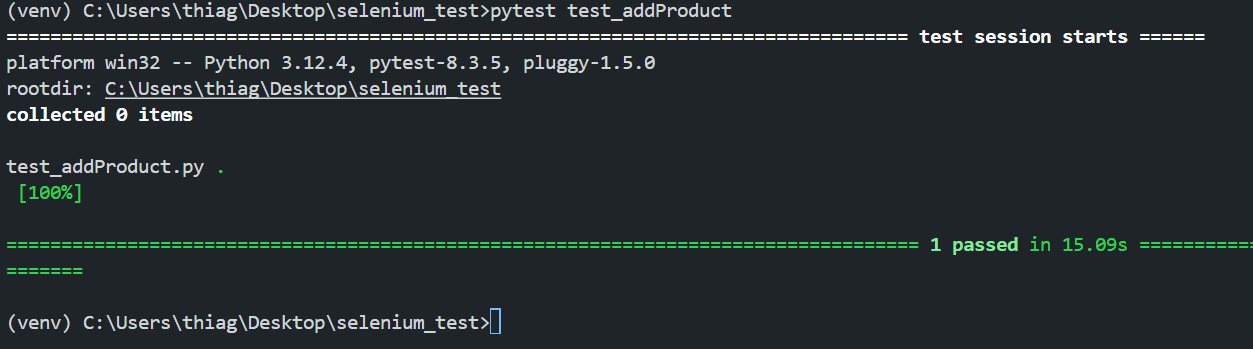 (venv) C:\Users\thiag\Desktop\selenium_test>pytest test_addProduct
================================================================================== test session starts ======
platform win32 -- Python 3.12.4, pytest-8.3.5, pluggy-1.5.0
rootdir: C:\Users\thiag\Desktop\selenium_test
collected 0 items
test_addProduct.py .
[100%]
=================================================================================== 1 passed in 15.09s ===========
=======
(venv) C:\Users\thiag\Desktop\selenium_test>